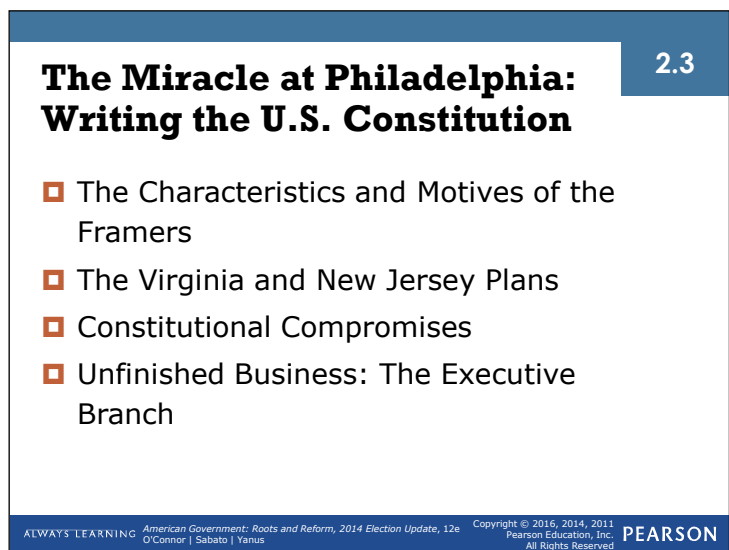 2.3
The Miracle at Philadelphia:
Writing the U.S. Constitution
The Characteristics and Motives of the
Framers
The Virginia and New Jersey Plans
Constitutional Compromises
Unfinished Business: The Executive
Branch
ALWAYS LEARNING
American Government: Roots and Reform, 2014 Election Update, 12e
O'Connor | Sabato | Yanus
Copyright © 2016, 2014, 2011
Pearson Education, Inc.
All Rights Reserved
PEARSON